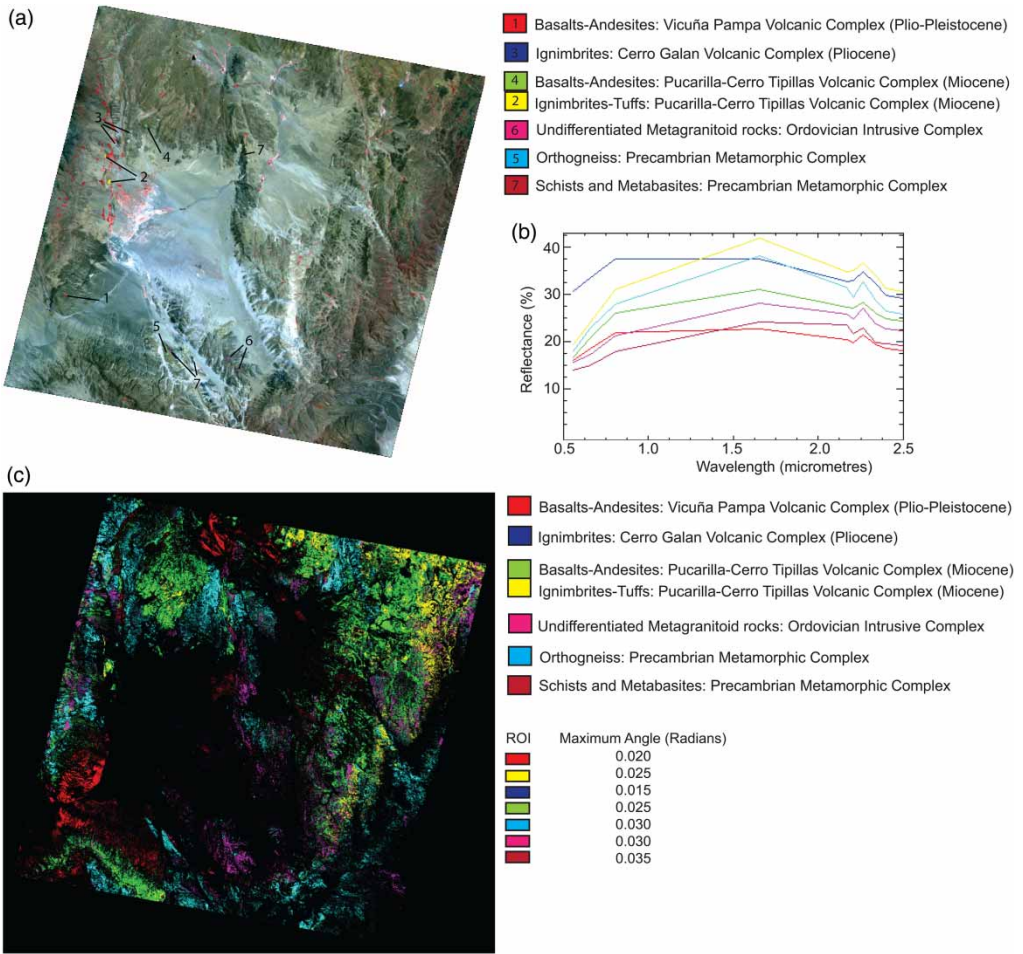 (a)
3
4
2
7
1
5
7
6
1 Basalts-Andesites: Vicuña Pampa Volcanic Complex (Plio-Pleistocene)
3 Ignimbrites: Cerro Galan Volcanic Complex (Pliocene)
4 Basalts-Andesites: Pucarilla-Cerro Tipillas Volcanic Complex (Miocene)
2 Ignimbrites-Tuffs: Pucarilla-Cerro Tipillas Volcanic Complex (Miocene)
6 Undifferentiated Metagranitoid rocks: Ordovician Intrusive Complex
5 Orthogneiss: Precambrian Metamorphic Complex
7 Schists and Metabasites: Precambrian Metamorphic Complex
(b)
Reflectance (%)
40
30
20
10
0.5 1.0 1.5 2.0 2.5
Wavelength (micrometres)
(c)
Basalts-Andesites: Vicuña Pampa Volcanic Complex (Plio-Pleistocene)
Ignimbrites: Cerro Galan Volcanic Complex (Pliocene)
Basalts-Andesites: Pucarilla-Cerro Tipillas Volcanic Complex (Miocene)
Ignimbrites-Tuffs: Pucarilla-Cerro Tipillas Volcanic Complex (Miocene)
Undifferentiated Metagranitoid rocks: Ordovician Intrusive Complex
Orthogneiss: Precambrian Metamorphic Complex
Schists and Metabasites: Precambrian Metamorphic Complex
ROI Maximum Angle (Radians)
0.020
0.025
0.015
0.025
0.030
0.030
0.035